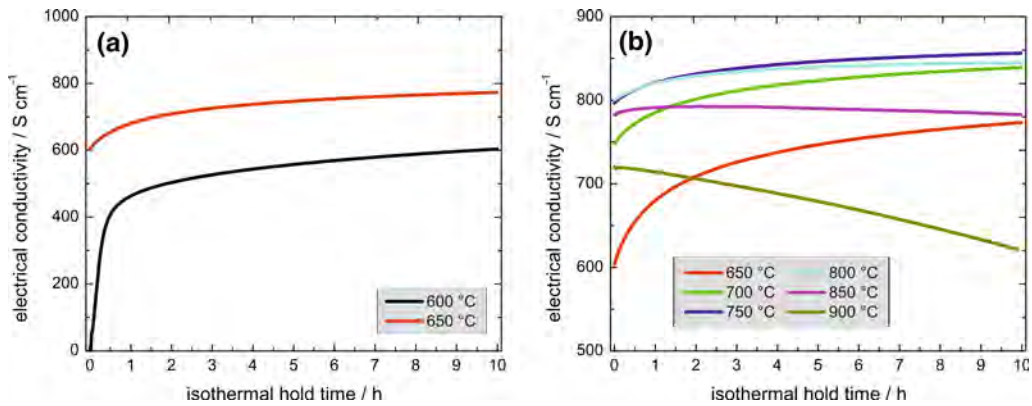 (a)
electrical conductivity / S cm⁻¹
1000
800
600
400
200
0
0 1 2 3 4 5 6 7 8 9 10
isothermal hold time / h
600 °C
650 °C
(b)
electrical conductivity / S cm⁻¹
900
800
700
600
500
0 1 2 3 4 5 6 7 8 9 10
isothermal hold time / h
650 °C 800 °C
700 °C 850 °C
750 °C 900 °C